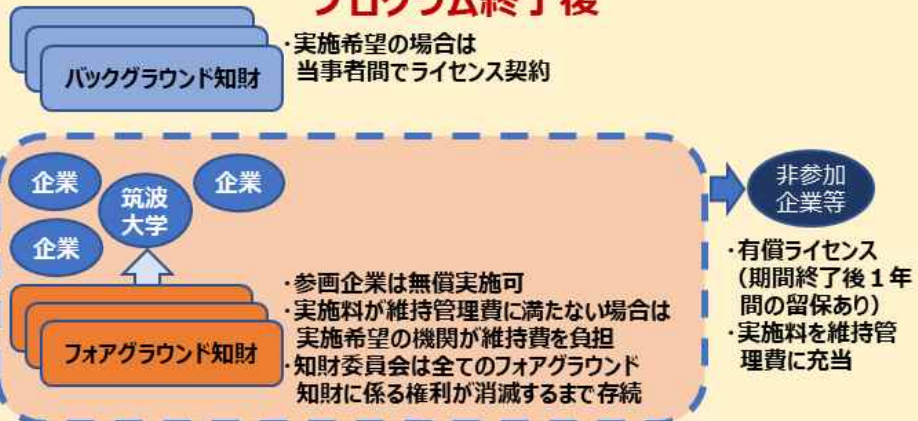 プログラム終了後
バックグラウンド知財
・実施希望の場合は
当事者間でライセンス契約
企業
筑波
大学
企業
企業
フォアグラウンド知財
・参画企業は無償実施可
・実施料が維持管理費に満たない場合は
実施希望の機関が維持費を負担
・知財委員会は全てのフォアグラウンド
知財に係る権利が消滅するまで存続
非参加
企業等
・有償ライセンス
（期間終了後１年
間の留保あり）
・実施料を維持管
理費に充当